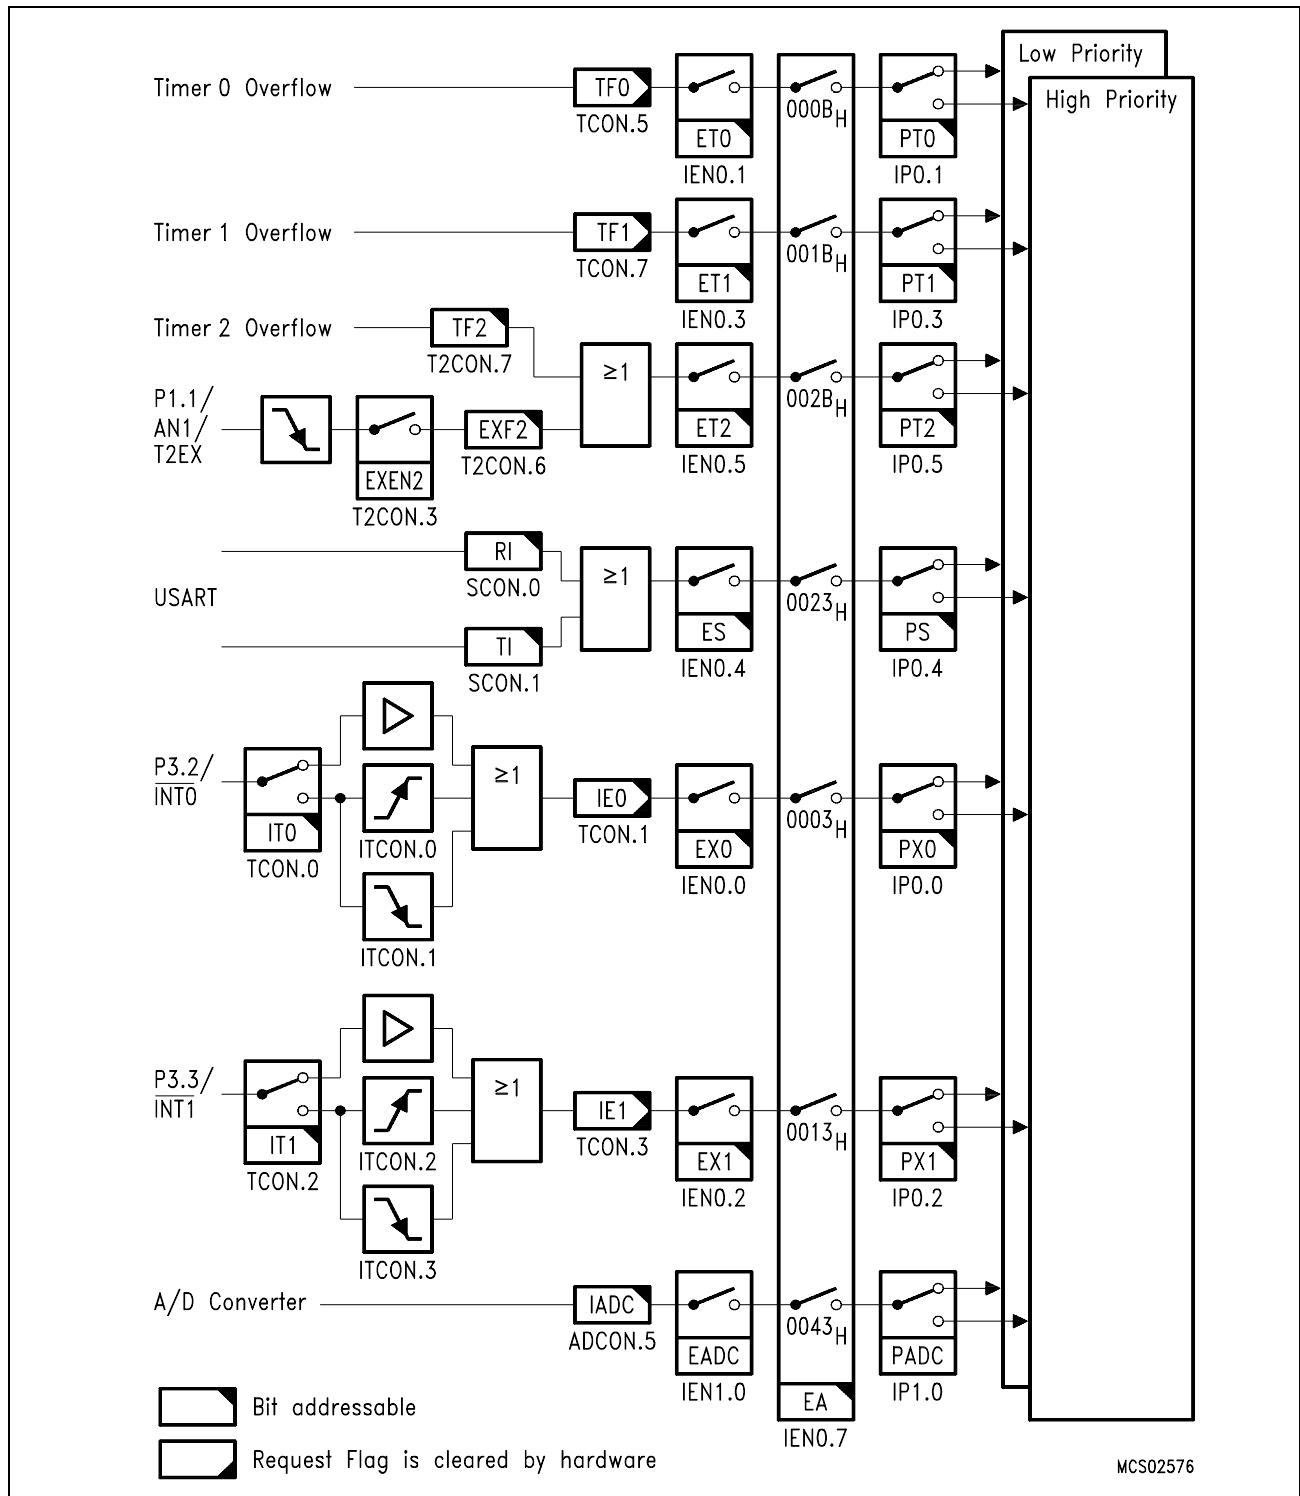 Low Priority
High Priority
Timer 0 Overflow
TF0
TCON.5
ET0
IEN0.1
000BH
PT0
IP0.1
Timer 1 Overflow
TF1
TCON.7
ET1
IEN0.3
001BH
PT1
IP0.3
Timer 2 Overflow
TF2
T2CON.7
P1.1/
AN1/
T2EX
EXEN2
T2CON.3
EXF2
T2CON.6
≥1
ET2
IEN0.5
002BH
PT2
IP0.5
USART
RI
SCON.0
TI
SCON.1
≥1
ES
IEN0.4
0023H
PS
IP0.4
P3.2/
INT0
IT0
TCON.0
ITCON.0
ITCON.1
≥1
IE0
TCON.1
EX0
IEN0.0
0003H
PX0
IP0.0
P3.3/
INT1
IT1
TCON.2
ITCON.2
ITCON.3
≥1
IE1
TCON.3
EX1
IEN0.2
0013H
PX1
IP0.2
A/D Converter
IADC
ADCON.5
EADC
IEN1.0
0043H
PADC
IP1.0
EA
IEN0.7
Bit addressable
Request Flag is cleared by hardware
MCS02576